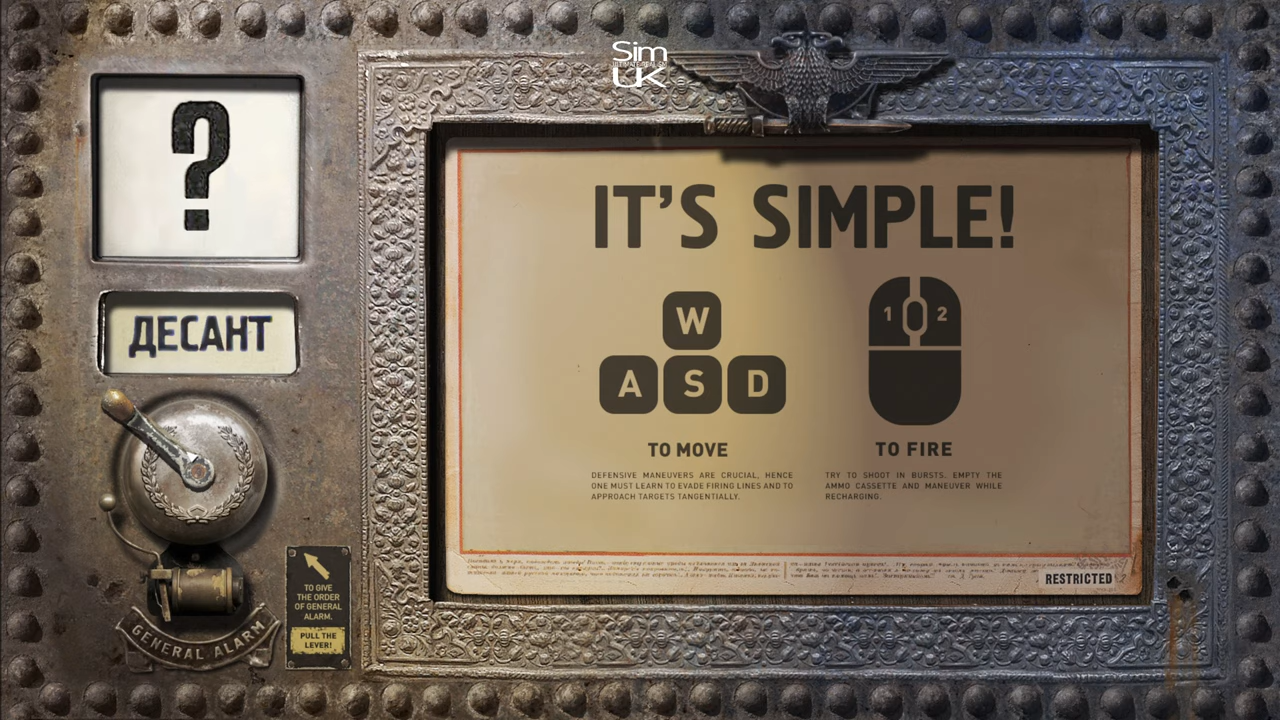 Sim
UK
?
ДЕСАНТ
GENERAL ALARM
TO GIVE
THE ORDER
OF GENERAL
ALARM.
PULL THE
LEVER!
IT'S SIMPLE!
1 2
W
A S D
TO MOVE
DEFENSIVE MANEUVERS ARE CRUCIAL, HENCE
ONE MUST LEARN TO EVADE FIRING LINES AND TO
APPROACH TARGETS TANGENTIALLY.
TO FIRE
TRY TO SHOOT IN BURSTS. EMPTY THE
AMMO CASSETTE AND MANEUVER WHILE
RECHARGING.
RESTRICTED